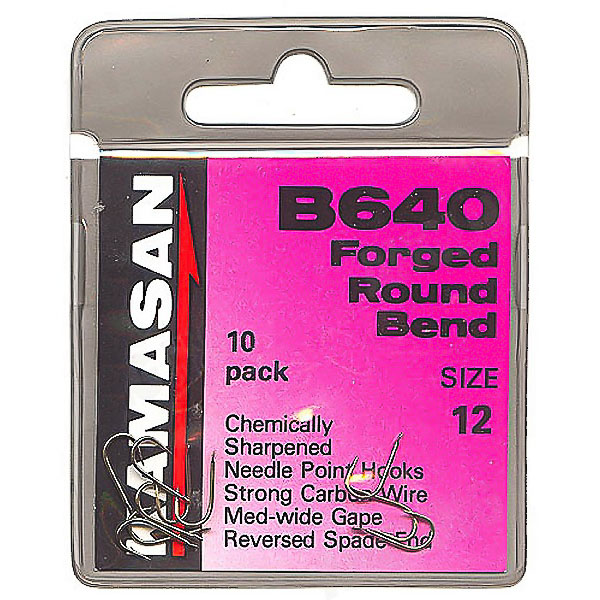 KAMASAN
B640
Forged
Round
Bend
10
pack
SIZE
12
Chemically
Sharpened
Needle Point Hooks
Strong Carbon Wire
Med-wide Gape
Reversed Spade End